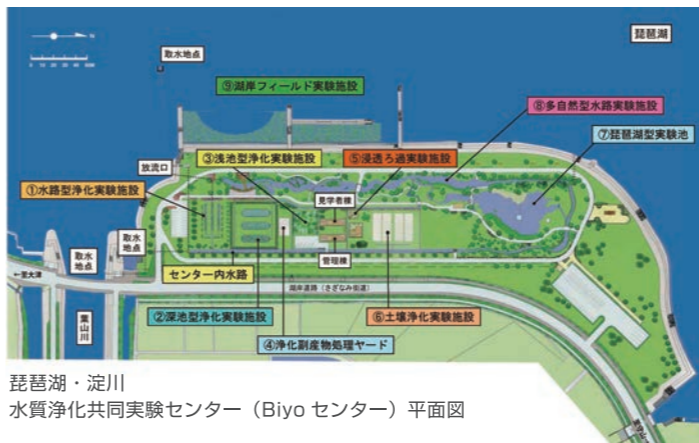 琵琶湖
取水地点
⑨湖岸フィールド実験施設
⑧多自然型水路実験施設
⑦琵琶湖型実験池
③浅池型浄化実験施設
⑤浸透ろ過実験施設
放流口
①水路型浄化実験施設
見学者棟
取水地点
取水地点
管理棟
センター内水路
←至大津
湖岸道路(さざなみ街道)
葉山川
②深池型浄化実験施設
⑥土壌浄化実験施設
④浄化副産物処理ヤード
琵琶湖・淀川
水質浄化共同実験センター(Biyo センター)平面図